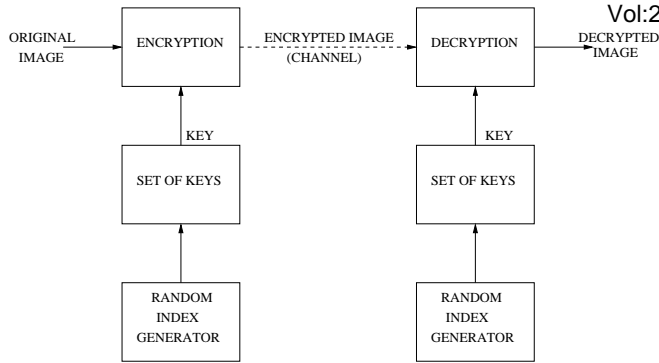 Vol:2
ORIGINAL
IMAGE
ENCRYPTION
ENCRYPTED IMAGE
(CHANNEL)
DECRYPTION
DECRYPTED
IMAGE
KEY
KEY
SET OF KEYS
SET OF KEYS
RANDOM
INDEX
GENERATOR
RANDOM
INDEX
GENERATOR